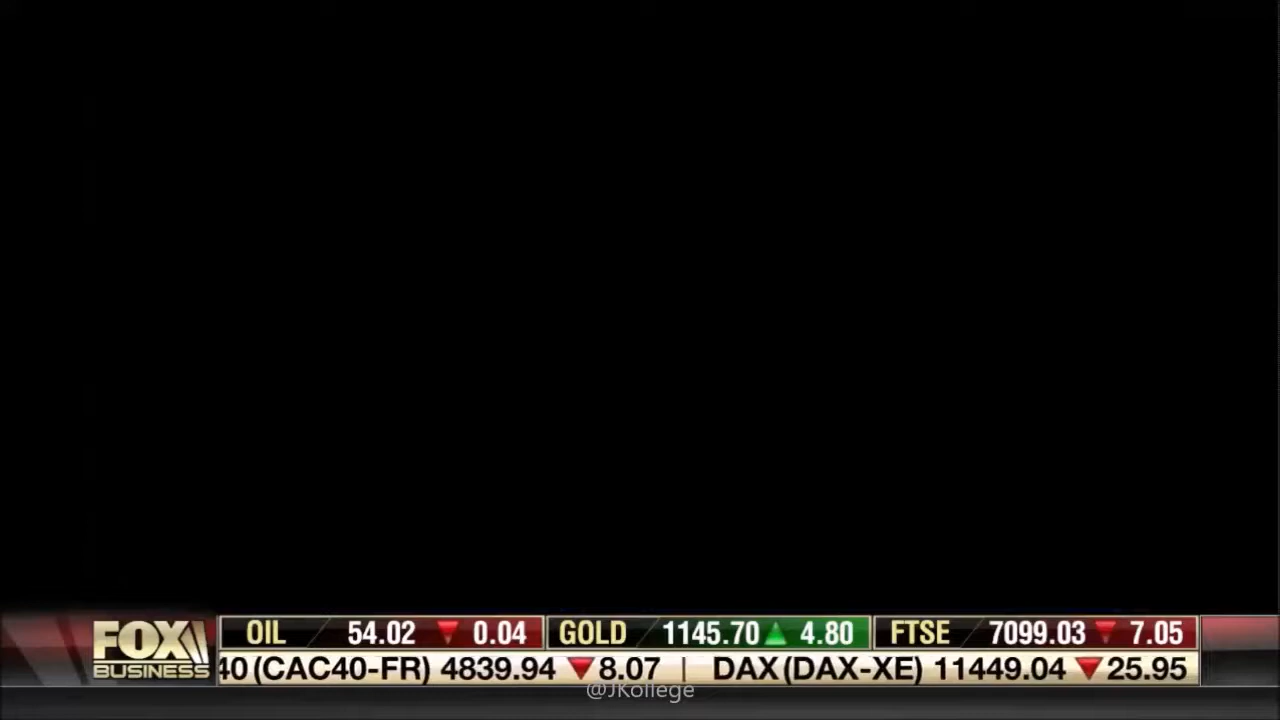 FOX BUSINESS
OIL 54.02 ▼ 0.04 GOLD 1145.70 ▲ 4.80 FTSE 7099.03 ▼ 7.05
40 (CAC40-FR) 4839.94 ▼ 8.07 | DAX (DAX-XE) 11449.04 ▼ 25.95
@JKollege